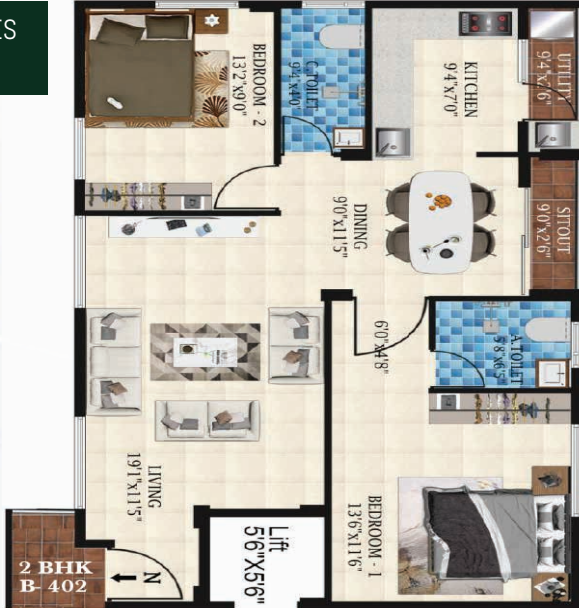 ES
BEDROOM - 2
13'2"x9'0"
C.TOILET
9'4"x4'0"
KITCHEN
9'4"x7'0"
UTILITY
9'4"x2'6"
DINING
9'0"x11'5"
SITOUT
9'0"x2'6"
6'0"x4'8"
A.TOILET
5'8"x6'5"
LIVING
19'1"x11'5"
BEDROOM - 1
13'6"x11'6"
Lift
5'6"X5'6"
2 BHK
B- 402
N